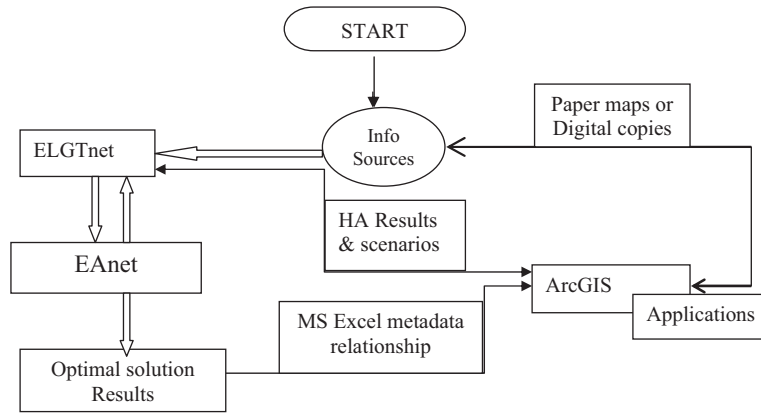 START
Paper maps or
Digital copies
Info
Sources
ELGTnet
HA Results
& scenarios
EAnet
ArcGIS
Applications
MS Excel metadata
relationship
Optimal solution
Results